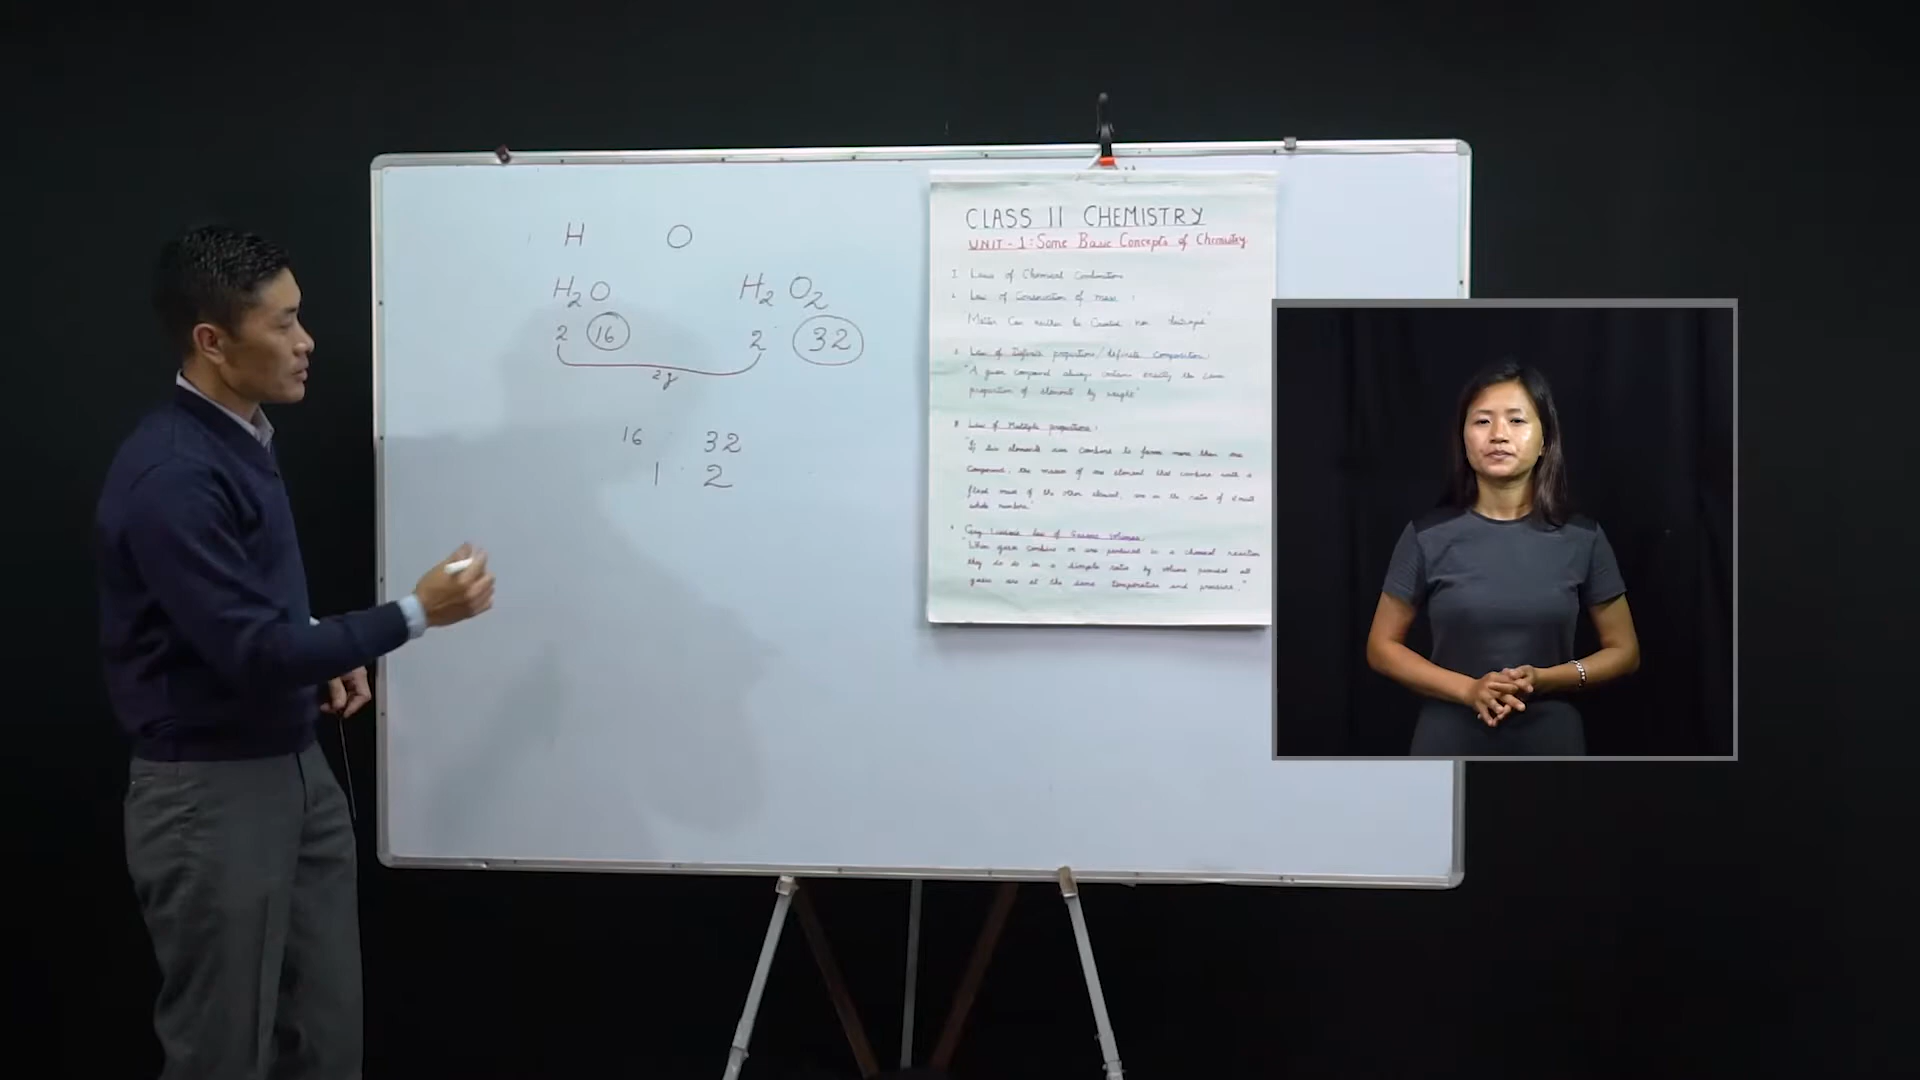 H O
H2O H2O2
2 16 2 32
2g
16 32
1 2
CLASS 11 CHEMISTRY
UNIT - 1: Some Basic Concepts of Chemistry
Laws of Chemical Combination
Law of Conservation of mass :
"Matter Can neither be Created nor destroyed"
Law of Definite proportions/definite Composition:
"A given compound always contains exactly the same
proportion of elements by weight"
Law of Multiple proportions:
"If two elements can combine to form more than one
Compound, the masses of one element that combine with a
fixed mass of the other element, are in the ratio of small
whole numbers."
Gay Lussac's law of Gaseous Volumes
"When gases combine or are produced in a chemical reaction
they do so in a simple ratio by volume provided all
gases are at the same temperature and pressure."